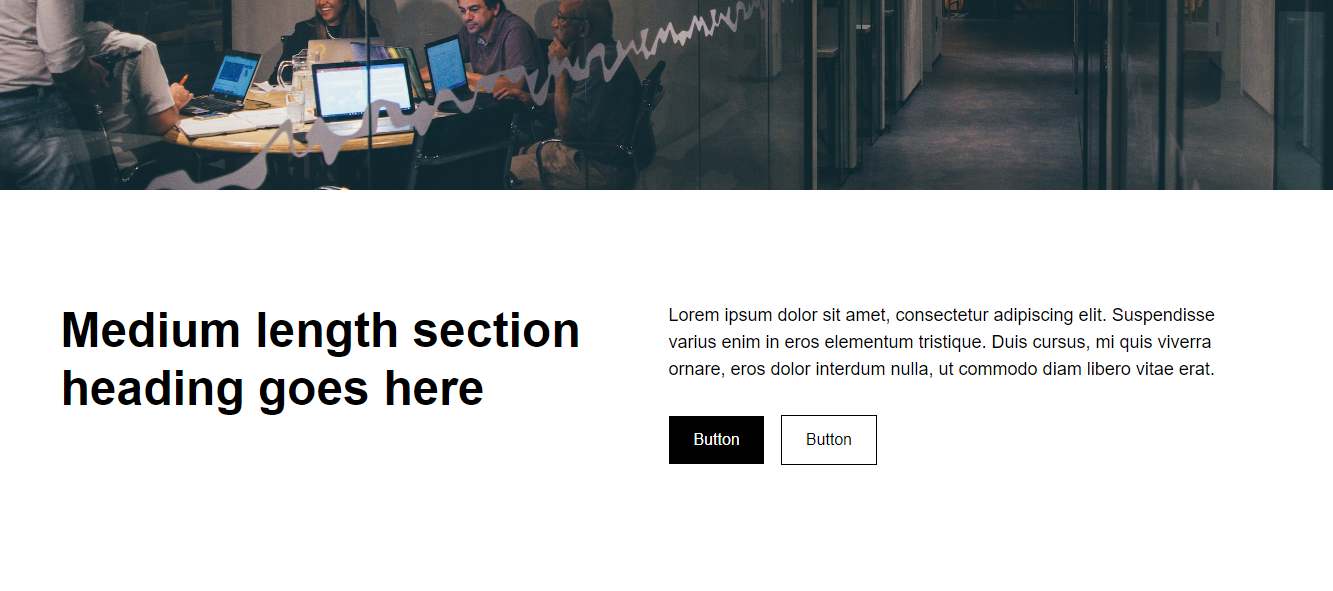 Medium length section
heading goes here
Lorem ipsum dolor sit amet, consectetur adipiscing elit. Suspendisse
varius enim in eros elementum tristique. Duis cursus, mi quis viverra
ornare, eros dolor interdum nulla, ut commodo diam libero vitae erat.
Button
Button